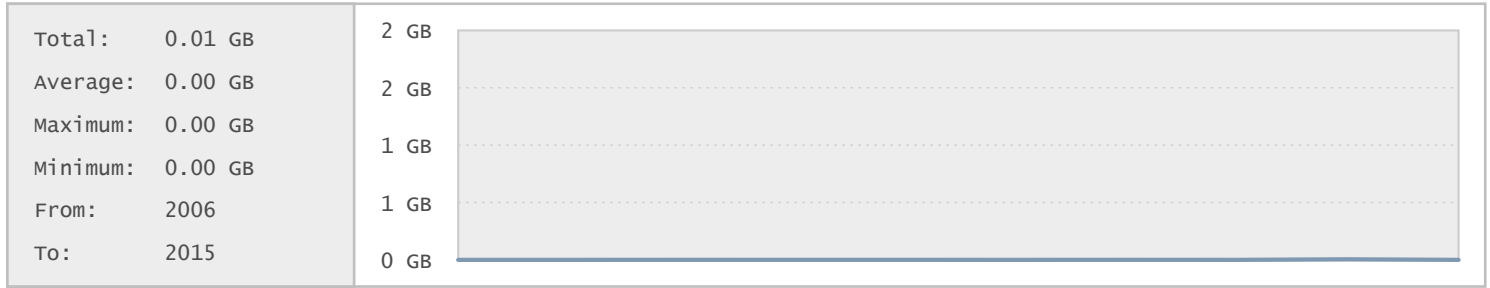 Total: 0.01 GB
Average: 0.00 GB
Maximum: 0.00 GB
Minimum: 0.00 GB
From: 2006
To: 2015
2 GB
2 GB
1 GB
1 GB
0 GB